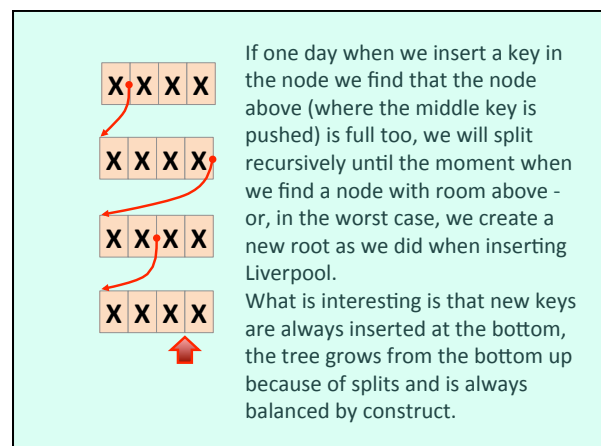 X X X X
X X X X
X X X X
X X X X
If one day when we insert a key in
the node we find that the node
above (where the middle key is
pushed) is full too, we will split
recursively until the moment when
we find a node with room above -
or, in the worst case, we create a
new root as we did when inserting
Liverpool.
What is interesting is that new keys
are always inserted at the bottom,
the tree grows from the bottom up
because of splits and is always
balanced by construct.